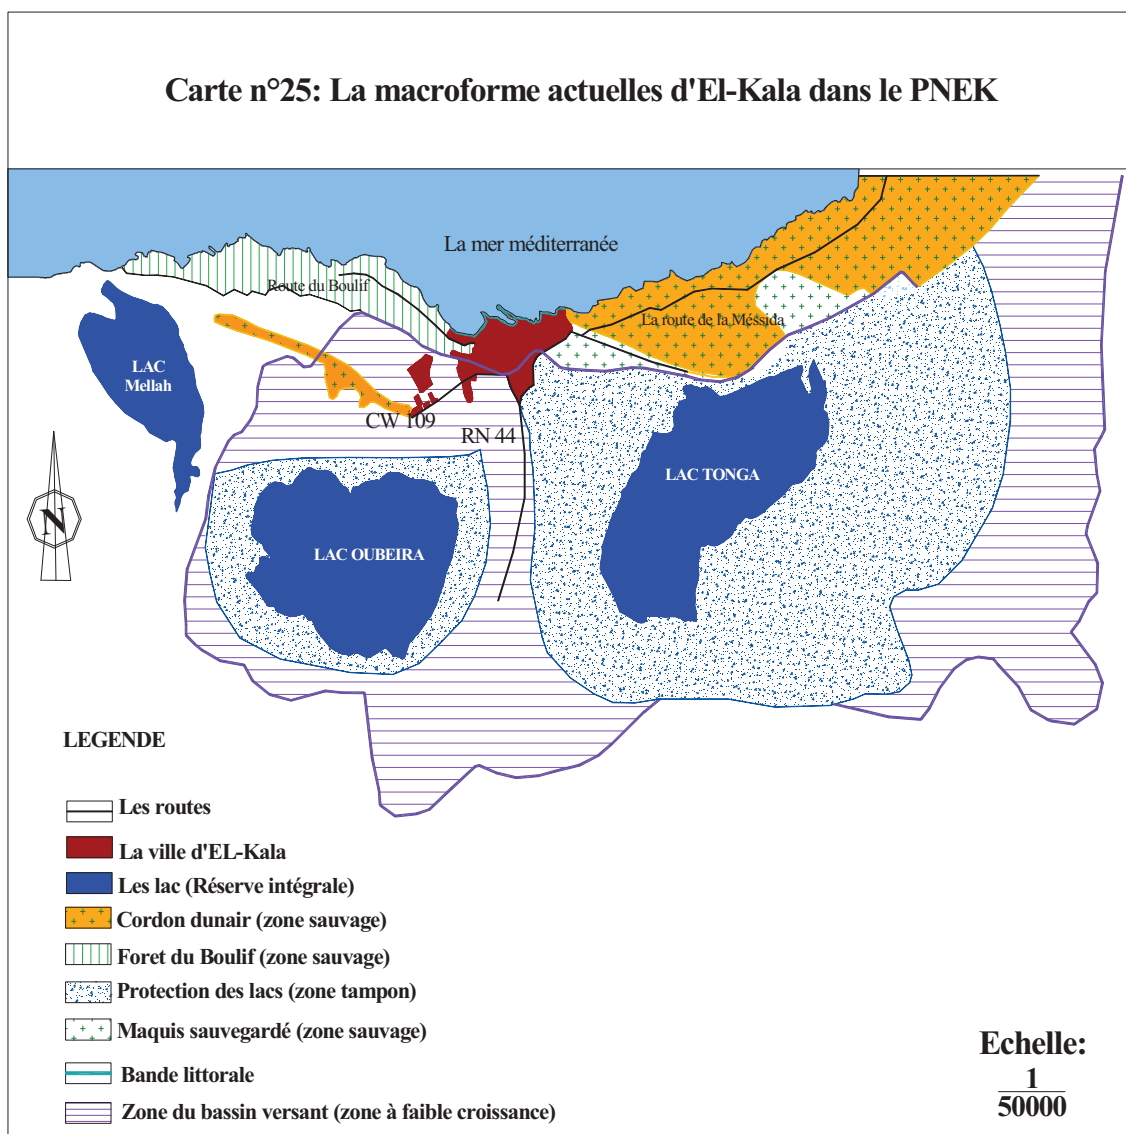 Carte n°25: La macroforme actuelles d'El-Kala dans le PNEK
La mer méditerranée
Route du Boulif
La route de la Méssida
LAC
Mellah
CW 109
RN 44
LAC TONGA
N
LAC OUBEIRA
LEGENDE
Les routes
La ville d'EL-Kala
Les lac (Réserve intégrale)
Cordon dunair (zone sauvage)
Foret du Boulif (zone sauvage)
Protection des lacs (zone tampon)
Maquis sauvegardé (zone sauvage)
Bande littorale
Zone du bassin versant (zone à faible croissance)
Echelle:
1
50000